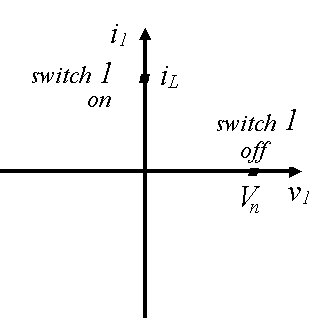 i1
switch 1 iL
on
switch 1
off
Vn v1